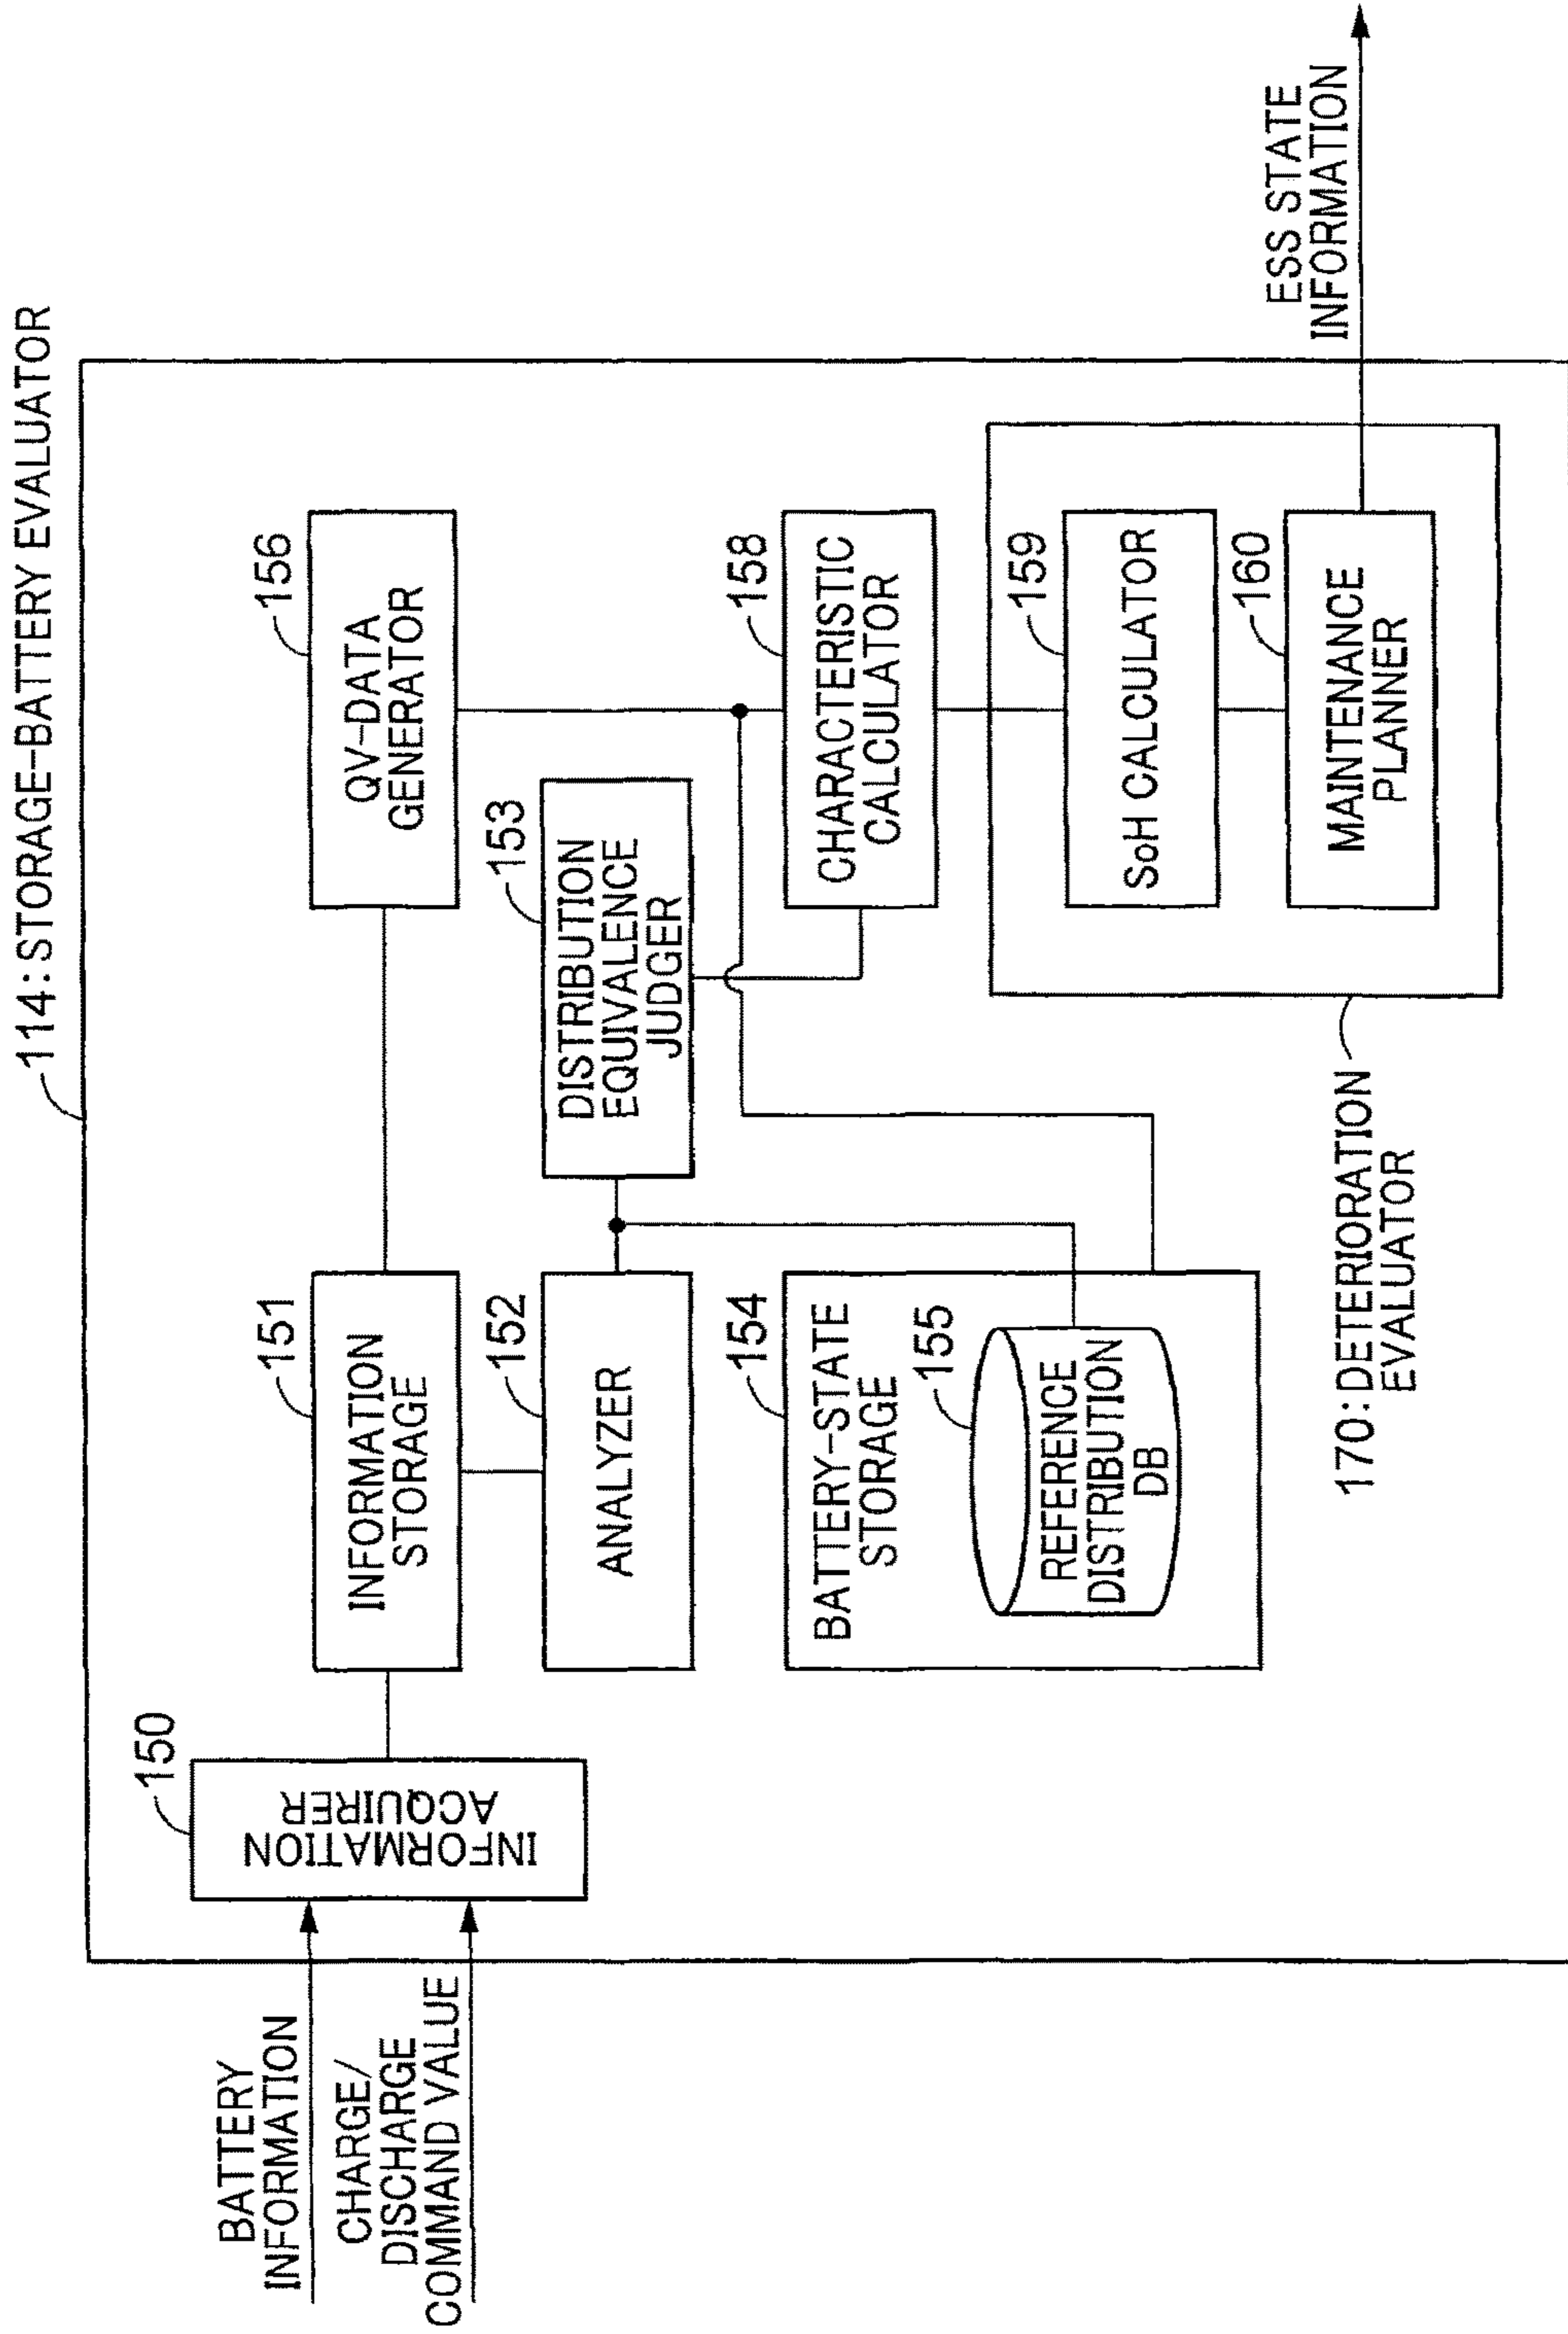 114:STORAGE-BATTERY EVALUATOR
BATTERY
INFORMATION
CHARGE/
DISCHARGE
COMMAND VALUE
150
INFORMATION
ACQUIRER
151
INFORMATION
STORAGE
152
ANALYZER
153
DISTRIBUTION
EQUIVALENCE
JUDGER
154
BATTERY-STATE
STORAGE
155
REFERENCE
DISTRIBUTION
DB
156
QV-DATA
GENERATOR
158
CHARACTERISTIC
CALCULATOR
159
SoH CALCULATOR
160
MAINTENANCE
PLANNER
170:DETERIORATION
EVALUATOR
ESS STATE
INFORMATION